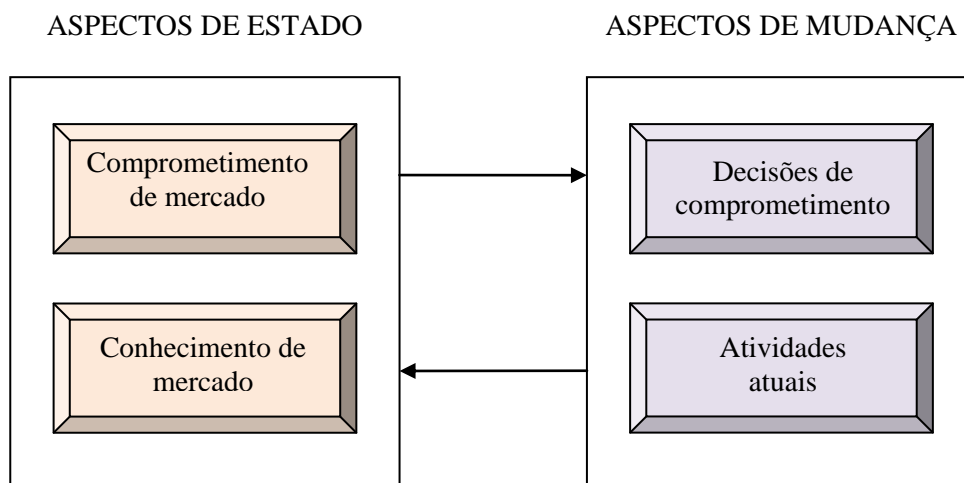 ASPECTOS DE ESTADO
ASPECTOS DE MUDANÇA
Comprometimento
de mercado
Decisões de
comprometimento
Conhecimento de
mercado
Atividades
atuais